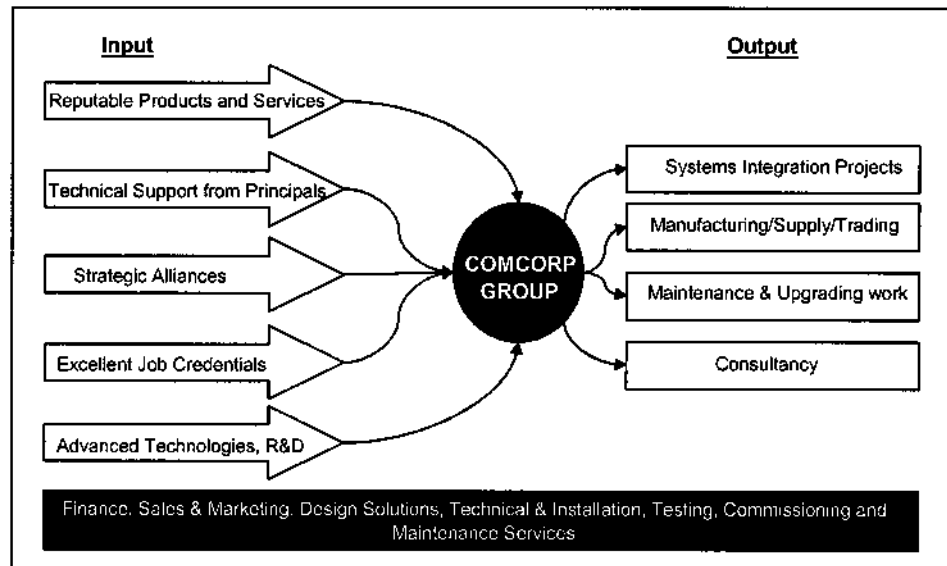 Input
Output
Reputable Products and Services
Technical Support from Principals
Strategic Alliances
Excellent Job Credentials
Advanced Technologies, R&D
COMCORP
GROUP
Systems Integration Projects
Manufacturing/Supply/Trading
Maintenance & Upgrading work
Consultancy
Finance, Sales & Marketing, Design Solutions, Technical & Installation, Testing, Commissioning and
Maintenance Services